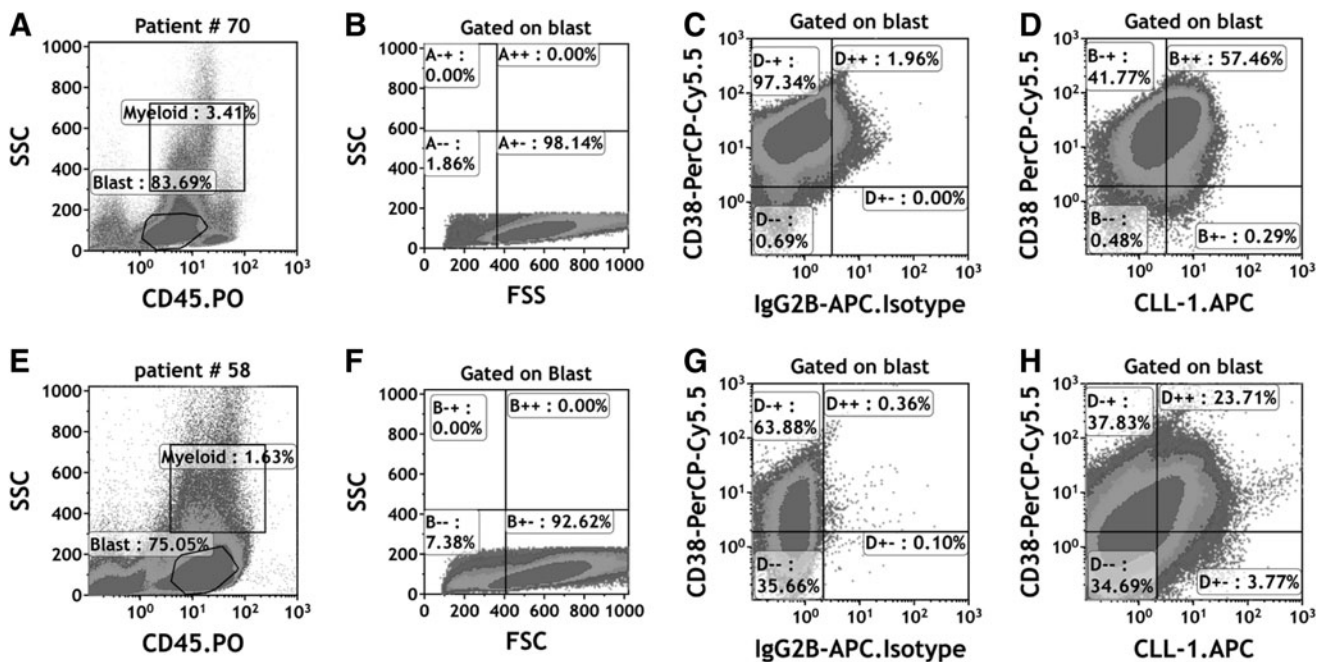 A
Patient # 70
1000
800
600
400
200
0
SSC
Myeloid : 3.41%
Blast : 83.69%
10⁰ 10¹ 10² 10³
CD45.PO
B
Gated on blast
1000
800
600
400
200
0
SSC
A-+ :
0.00%
A++ : 0.00%
A-- :
1.86%
A+- : 98.14%
0 200 400 600 800 1000
FSS
C
Gated on blast
10³
10²
10¹
10⁰
CD38-PerCP-Cy5.5
D-+ :
97.34%
D++ : 1.96%
D-- :
0.69%
D+- : 0.00%
10⁰ 10¹ 10² 10³
IgG2B-APC.Isotype
D
Gated on blast
10³
10²
10¹
10⁰
CD38 PerCP-Cy5.5
B-+ :
41.77%
B++ : 57.46%
B-- :
0.48%
B+- : 0.29%
10⁰ 10¹ 10² 10³
CLL-1.APC
E
patient # 58
1000
800
600
400
200
0
SSC
Myeloid : 1.63%
Blast : 75.05%
10⁰ 10¹ 10² 10³
CD45.PO
F
Gated on Blast
1000
800
600
400
200
0
SSC
B-+ :
0.00%
B++ : 0.00%
B-- :
7.38%
B+- : 92.62%
0 200 400 600 800 1000
FSC
G
Gated on blast
10³
10²
10¹
10⁰
CD38-PerCP-Cy5.5
D-+ :
63.88%
D++ : 0.36%
D-- :
35.66%
D+- : 0.10%
10⁰ 10¹ 10² 10³
IgG2B-APC.Isotype
H
Gated on blast
10³
10²
10¹
10⁰
CD38-PerCP-Cy5.5
D-+ :
37.83%
D++ : 23.71%
D-- :
34.69%
D+- : 3.77%
10⁰ 10¹ 10² 10³
CLL-1.APC